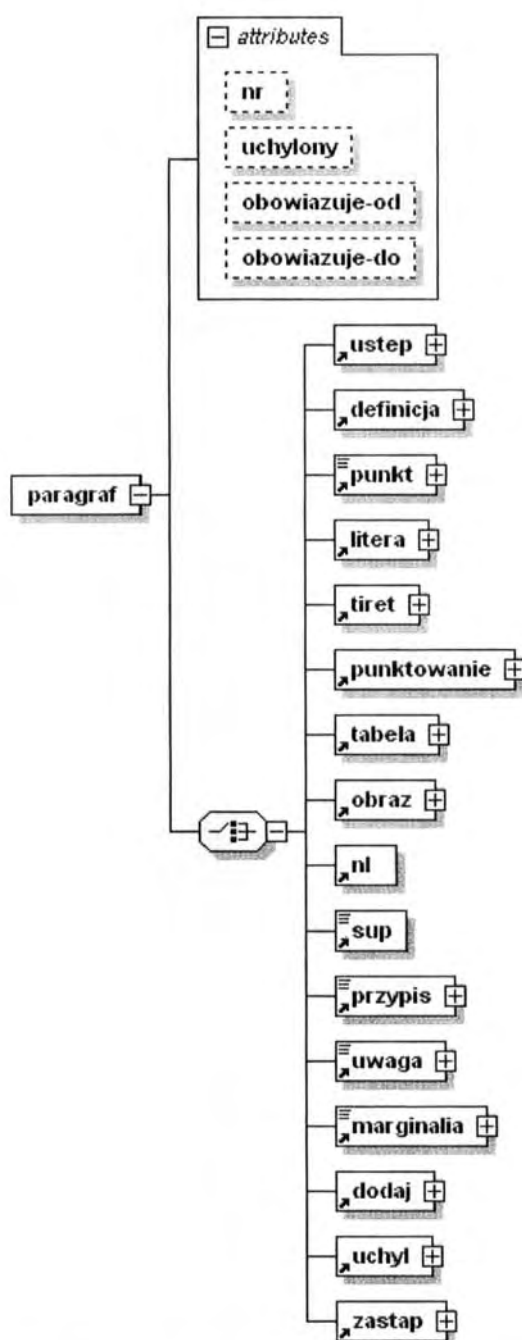 attributes
nr
uchylony
obowiazuje-od
obowiazuje-do
ustep
definicja
punkt
litera
paragraf
tiret
punktowanie
tabela
obraz
nl
sup
przypis
uwaga
marginalia
dodaj
uchyl
zastap